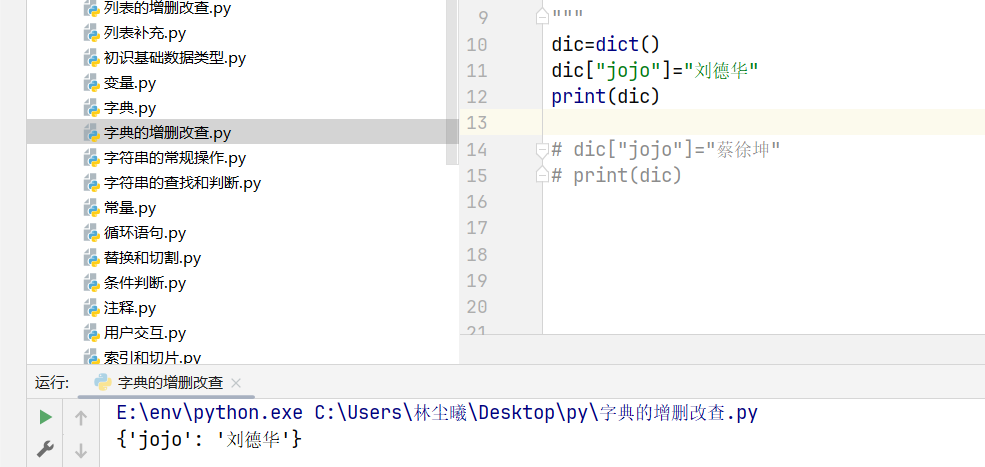 列表的增删改查.py
列表补充.py
初识基础数据类型.py
变量.py
字典.py
字典的增删改查.py
字符串的常规操作.py
字符串的查找和判断.py
常量.py
循环语句.py
替换和切割.py
条件判断.py
注释.py
用户交互.py
索引和切片.py
9 """
10 dic=dict()
11 dic["jojo"]="刘德华"
12 print(dic)
13
14 # dic["jojo"]="蔡徐坤"
15 # print(dic)
16
17
18
19
20
21
运行: 字典的增删改查 ×
E:\env\python.exe C:\Users\林尘曦\Desktop\py\字典的增删改查.py
{'jojo': '刘德华'}